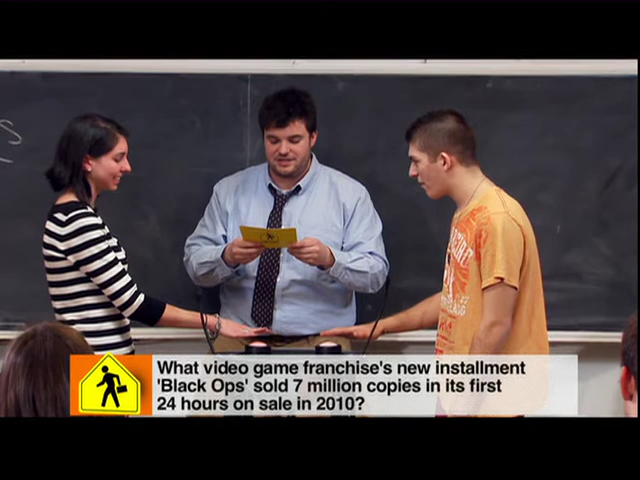 What video game franchise's new installment
'Black Ops' sold 7 million copies in its first
24 hours on sale in 2010?